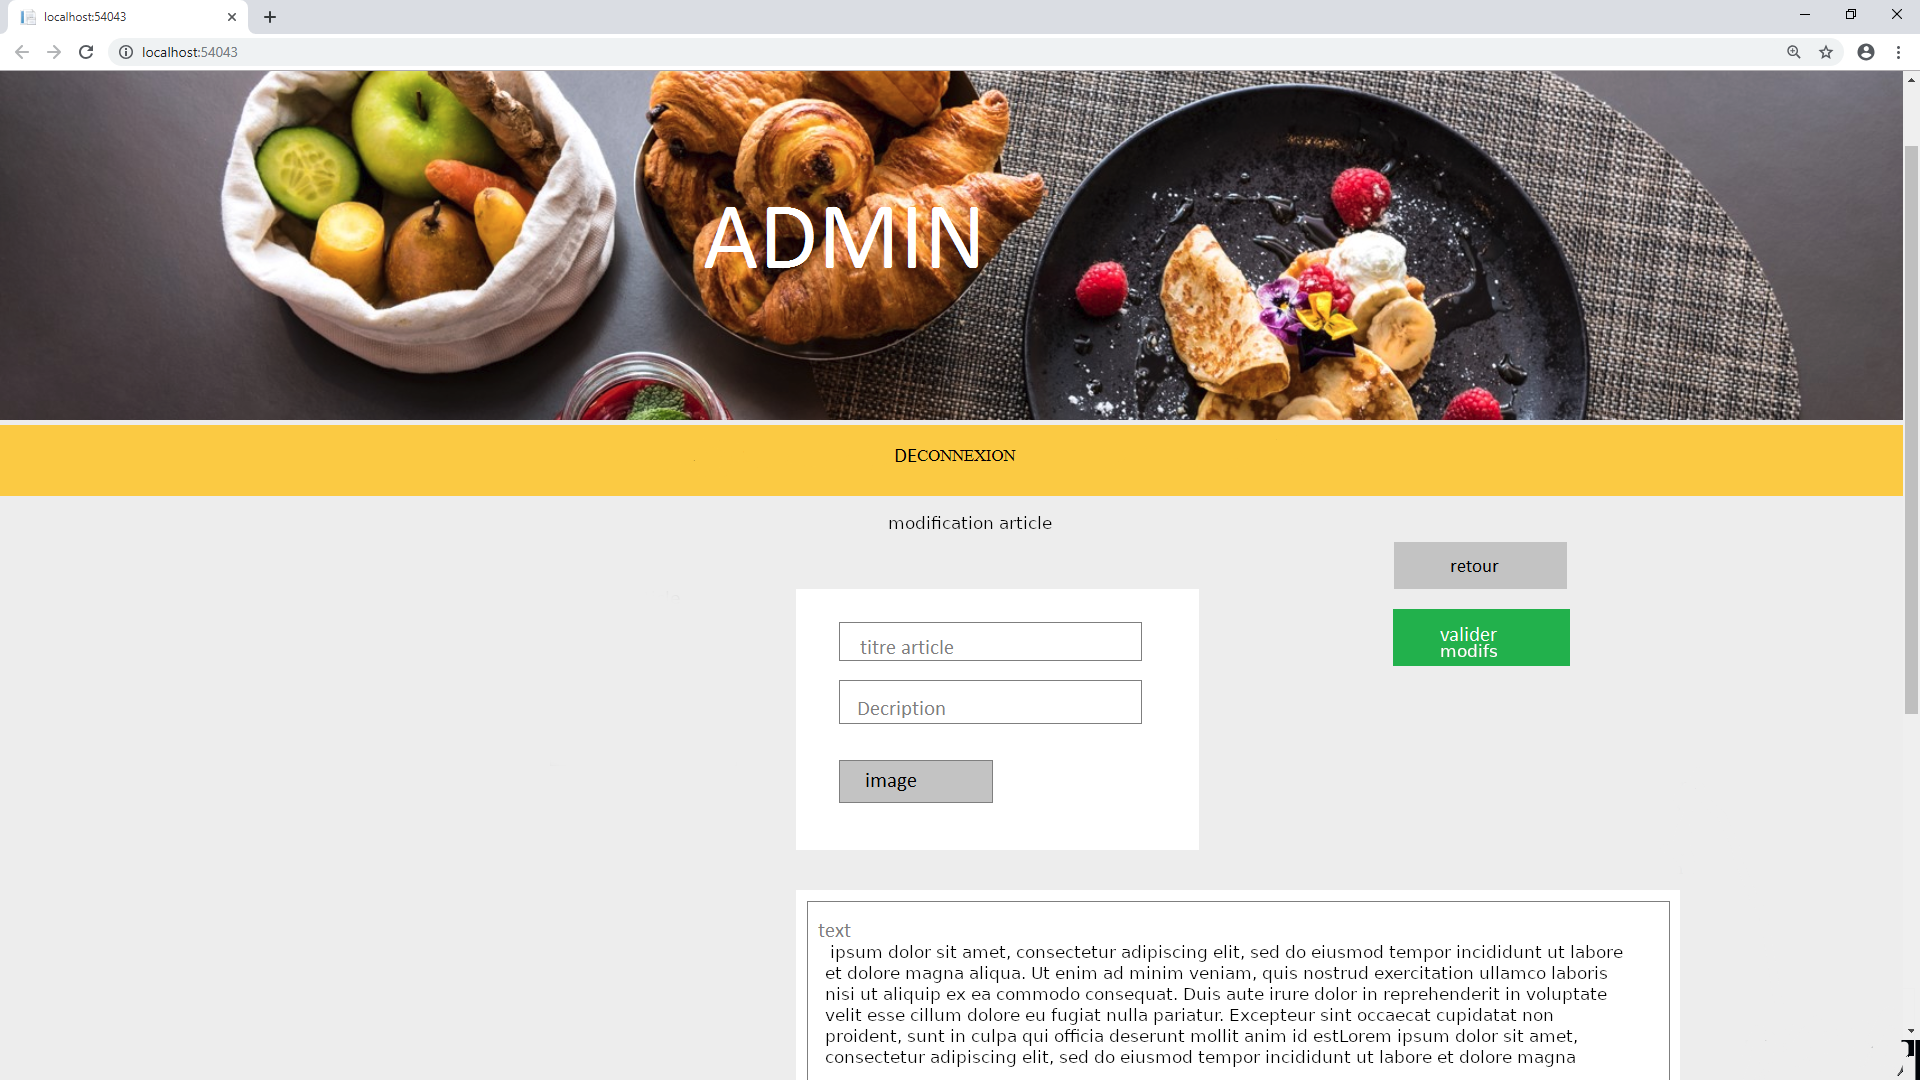 localhost:54043
localhost:54043
ADMIN
DECONNEXION
modification article
retour
titre article
valider
modifs
Decription
image
text
ipsum dolor sit amet, consectetur adipiscing elit, sed do eiusmod tempor incididunt ut labore
et dolore magna aliqua. Ut enim ad minim veniam, quis nostrud exercitation ullamco laboris
nisi ut aliquip ex ea commodo consequat. Duis aute irure dolor in reprehenderit in voluptate
velit esse cillum dolore eu fugiat nulla pariatur. Excepteur sint occaecat cupidatat non
proident, sunt in culpa qui officia deserunt mollit anim id estLorem ipsum dolor sit amet,
consectetur adipiscing elit, sed do eiusmod tempor incididunt ut labore et dolore magna